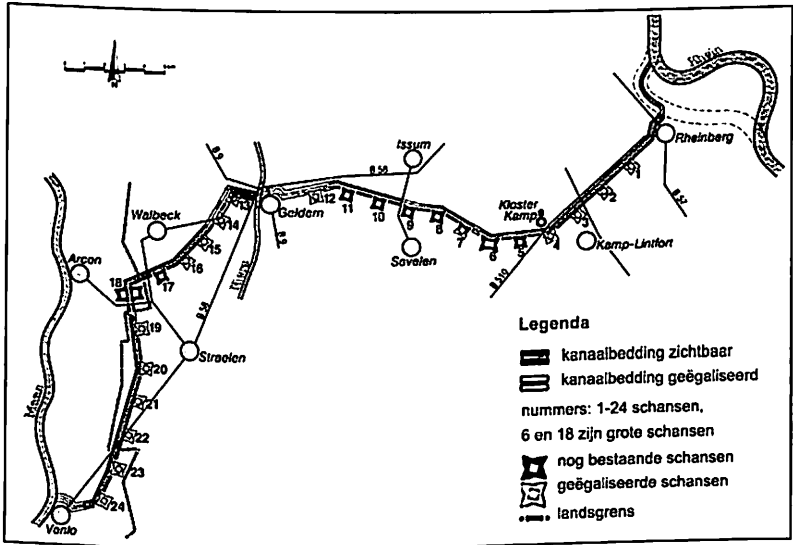 N
Rhein
Rheinberg
B 57
1
2
3
4
Kamp-Lintfort
Kloster
Kamp
B 510
5
6
7
8
9
10
11
12
Issum
B 58
Sevelen
B 9
Geldern
B 9
Niers
13
14
15
16
17
18
Walbeck
Arcen
B 58
Straelen
19
20
21
22
23
24
Maas
Venlo
Legenda
kanaalbedding zichtbaar
kanaalbedding geëgaliseerd
nummers: 1-24 schansen,
6 en 18 zijn grote schansen
nog bestaande schansen
geëgaliseerde schansen
landsgrens